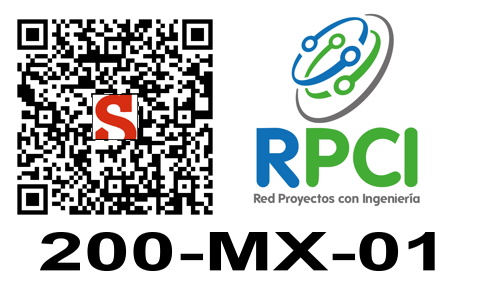 S
RPCI
Red Proyectos con Ingeniería
200-MX-01